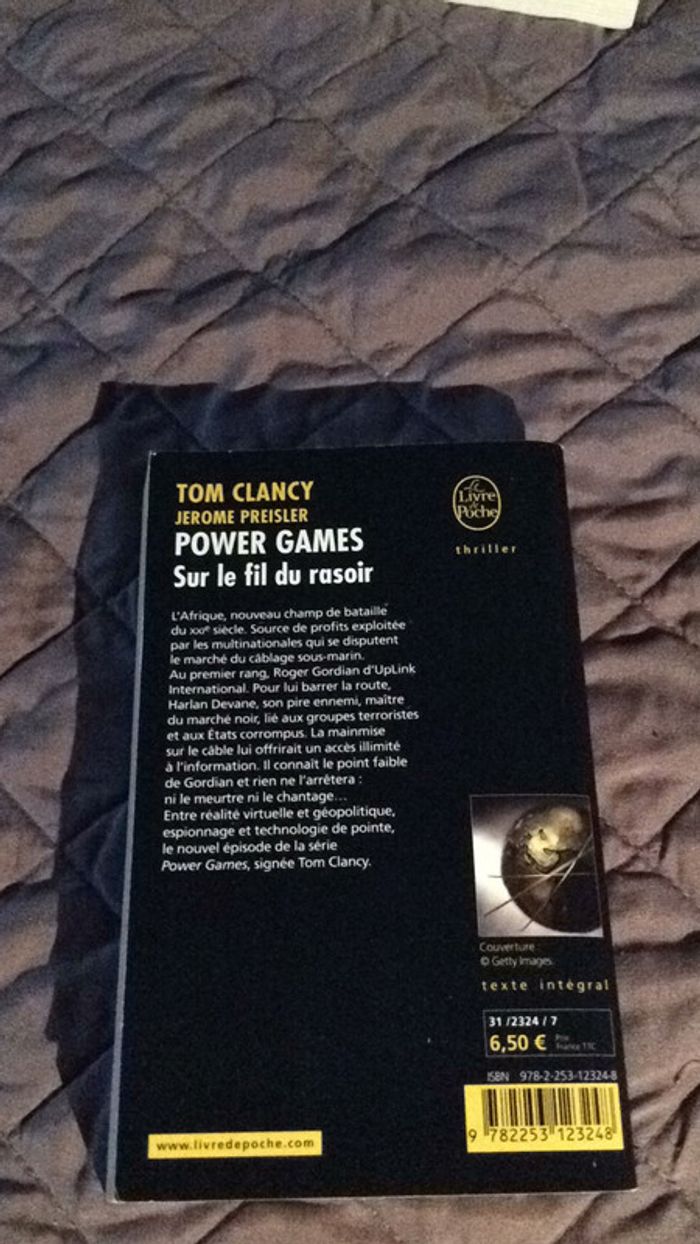 TOM CLANCY
JEROME PREISLER
POWER GAMES
Sur le fil du rasoir
Le
Livre
de
Poche
thriller
L'Afrique, nouveau champ de bataille
du XXIe siècle. Source de profits exploitée
par les multinationales qui se disputent
le marché du câblage sous-marin.
Au premier rang, Roger Gordian d'UpLink
International. Pour lui barrer la route,
Harlan Devane, son pire ennemi, maître
du marché noir, lié aux groupes terroristes
et aux États corrompus. La mainmise
sur le câble lui offrirait un accès illimité
à l'information. Il connaît le point faible
de Gordian et rien ne l'arrêtera :
ni le meurtre ni le chantage...
Entre réalité virtuelle et géopolitique,
espionnage et technologie de pointe,
le nouvel épisode de la série
Power Games, signée Tom Clancy.
Couverture :
© Getty Images.
texte intégral
31 /2324 / 7
6,50 € Prix
France TTC
ISBN 978-2-253-12324-8
9 782253 123248
www.livredepoche.com